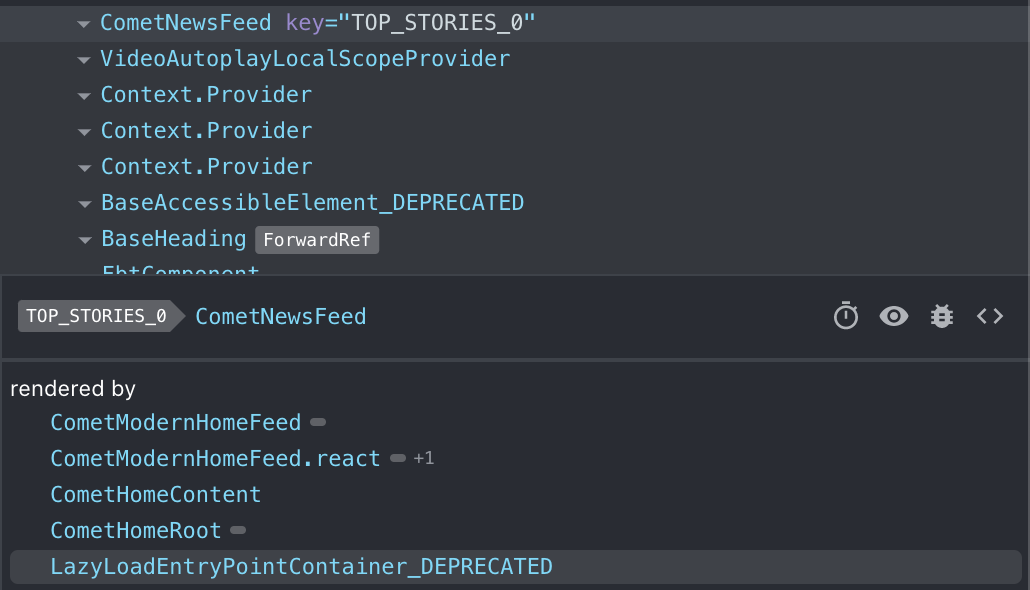 CometNewsFeed key="TOP_STORIES_0"
VideoAutoplayLocalScopeProvider
Context.Provider
Context.Provider
Context.Provider
BaseAccessibleElement_DEPRECATED
BaseHeading ForwardRef
FbtComponent
TOP_STORIES_0 CometNewsFeed
rendered by
CometModernHomeFeed
CometModernHomeFeed.react +1
CometHomeContent
CometHomeRoot
LazyLoadEntryPointContainer_DEPRECATED